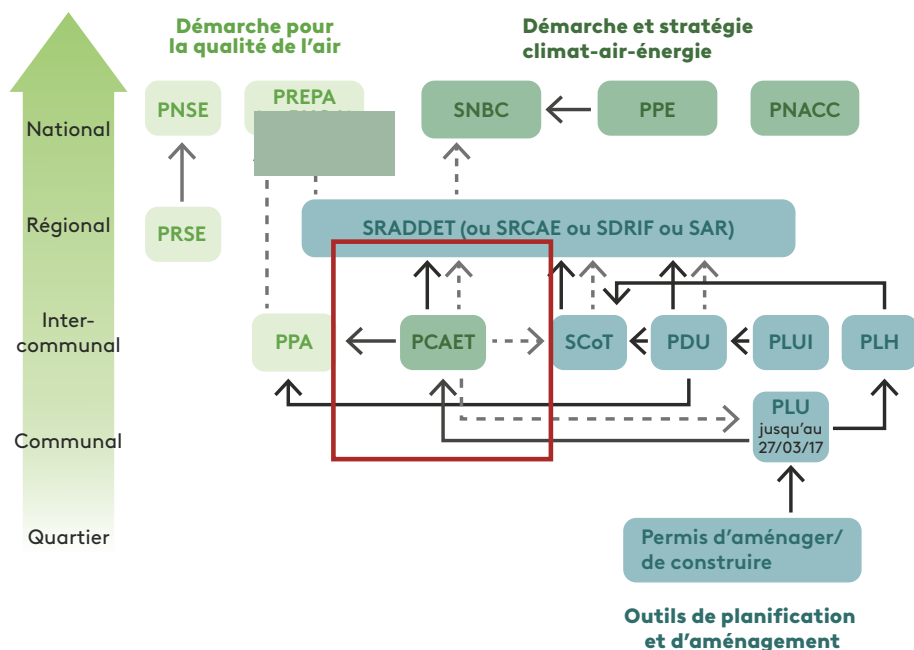 Démarche pour
la qualité de l'air
Démarche et stratégie
climat-air-énergie
National
PNSE
PREPA
SNBC
PPE
PNACC
Régional
PRSE
SRADDET (ou SRCAE ou SDRIF ou SAR)
Inter-
communal
PPA
PCAET
SCoT
PDU
PLUI
PLH
Communal
PLU
jusqu'au
27/03/17
Quartier
Permis d'aménager/
de construire
Outils de planification
et d'aménagement